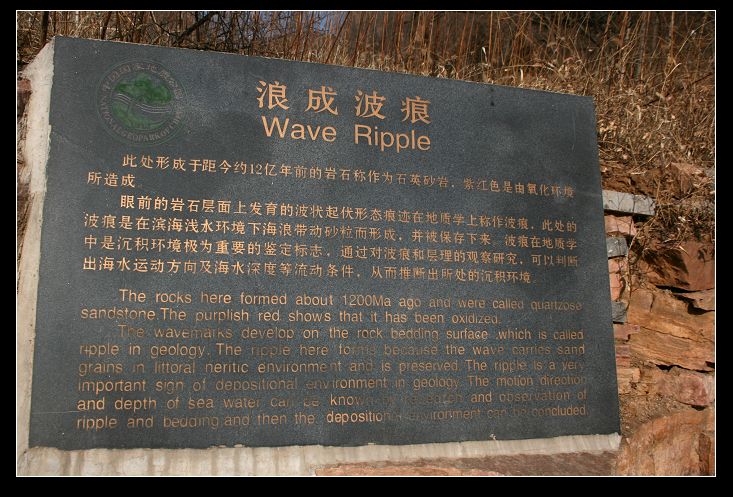 中国国家地质公园
NATIONAL GEOPARK OF CHINA
浪成波痕
Wave Ripple
此处形成于距今约12亿年前的岩石称作为石英砂岩，紫红色是由氧化环境
所造成。
眼前的岩石层面上发育的波状起伏形态痕迹在地质学上称作波痕，此处的
波痕是在滨海浅水环境下海浪带动砂粒而形成，并被保存下来。波痕在地质学
中是沉积环境极为重要的鉴定标志，通过对波痕和层理的观察研究，可以判断
出海水运动方向及海水深度等流动条件，从而推断出所处的沉积环境。
The rocks here formed about 1200Ma ago and were called quartzose
sandstone.The purplish red shows that it has been oxidized.
The wavemarks develop on the rock bedding surface ,which is called
ripple in geology. The ripple here forms because the wave carries sand
grains in littoral neritic environment and is preserved. The ripple is a very
important sign of depositional environment in geology. The motion direction
and depth of sea water can be known by research and observation of
ripple and bedding and then the depositional environment can be concluded.